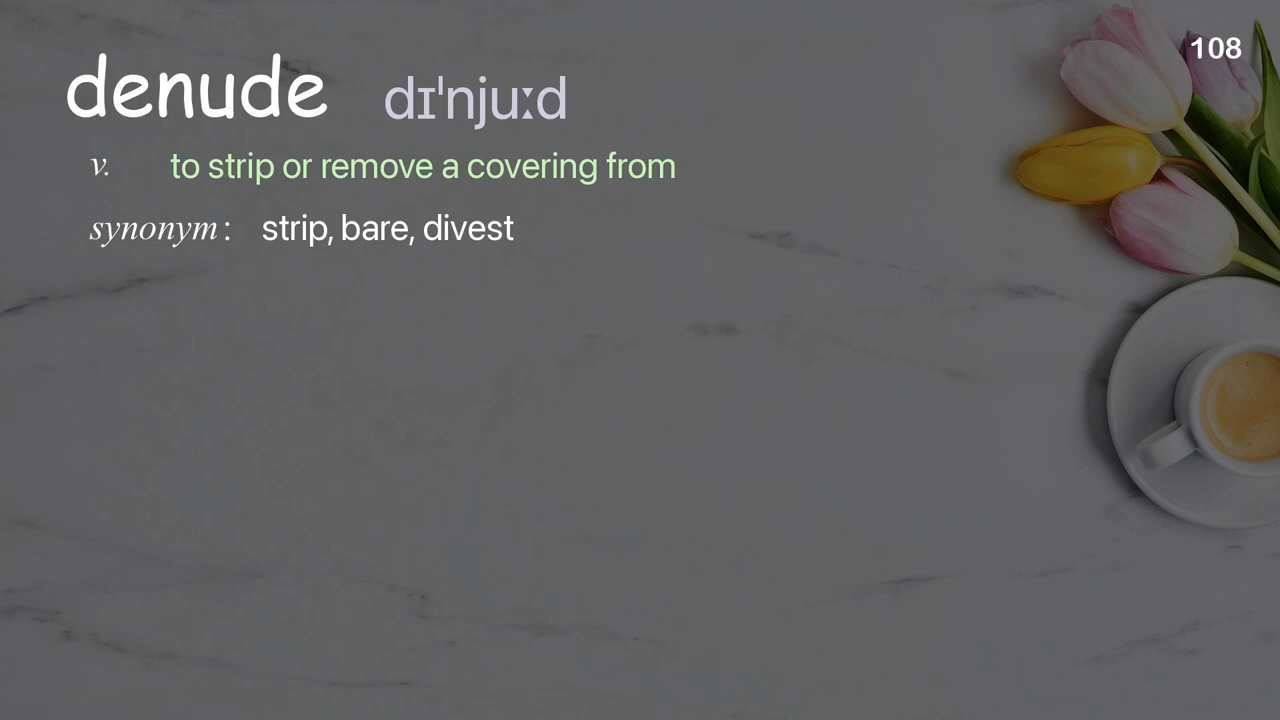 108
denude dɪˈnjuːd
v. to strip or remove a covering from
synonym: strip, bare, divest